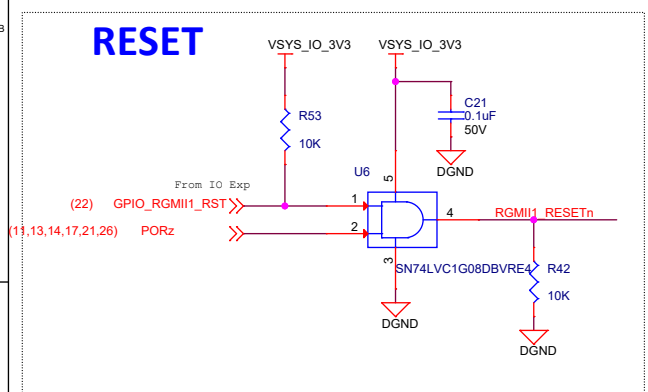 B
RESET
VSYS_IO_3V3
VSYS_IO_3V3
R53
10K
C21
0.1uF
50V
DGND
U6
5
From IO Exp
(22) GPIO_RGMII1_RST
1
4
RGMII1_RESETn
(11,13,14,17,21,26) PORz
2
3
SN74LVC1G08DBVRE4
R42
10K
DGND
DGND